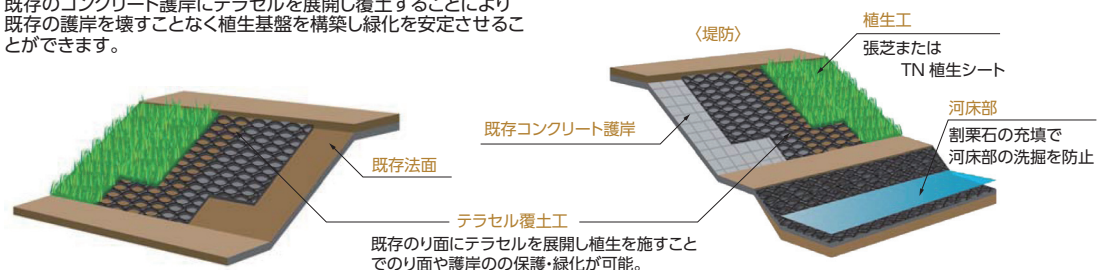 既存のコンクリート護岸にテラセルを展開し覆土することにより
既存の護岸を壊すことなく植生基盤を構築し緑化を安定させるこ
とができます。
〈堤防〉
植生工
張芝または
TN 植生シート
河床部
割栗石の充填で
河床部の洗掘を防止
既存コンクリート護岸
既存法面
テラセル覆土工
既存のり面にテラセルを展開し植生を施すこと
でのり面や護岸のの保護・緑化が可能。